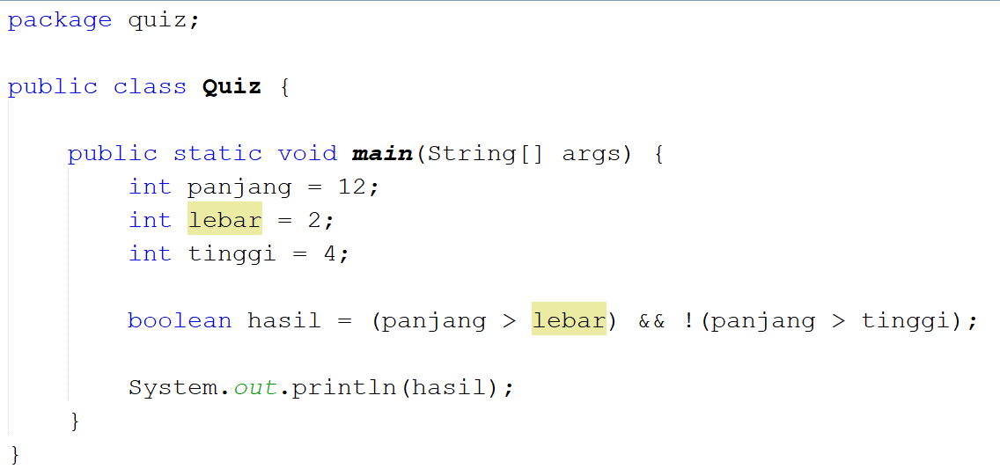 package quiz;
public class Quiz {
public static void main(String[] args) {
int panjang = 12;
int lebar = 2;
int tinggi = 4;
boolean hasil = (panjang > lebar) && !(panjang > tinggi);
System.out.println(hasil);
}
}